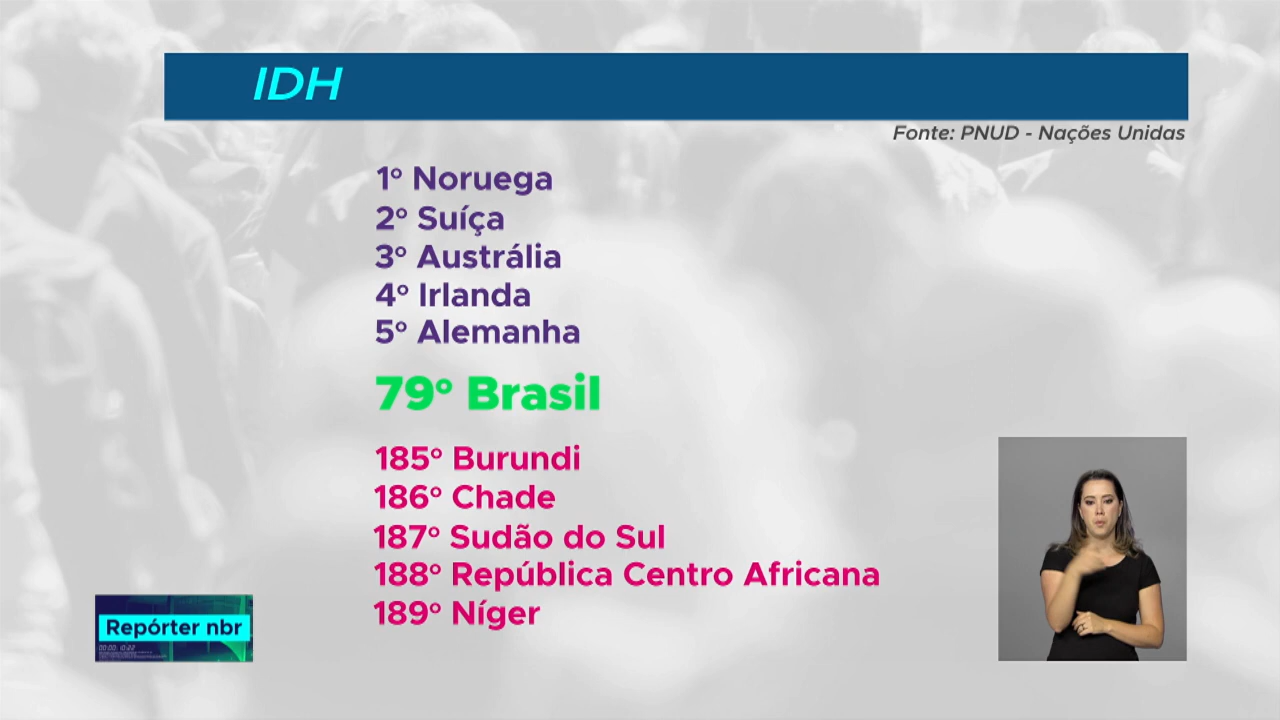 IDH
Fonte: PNUD - Nações Unidas
1º Noruega
2º Suíça
3º Austrália
4º Irlanda
5º Alemanha
79º Brasil
185º Burundi
186º Chade
187º Sudão do Sul
188º República Centro Africana
189º Níger
Repórter nbr